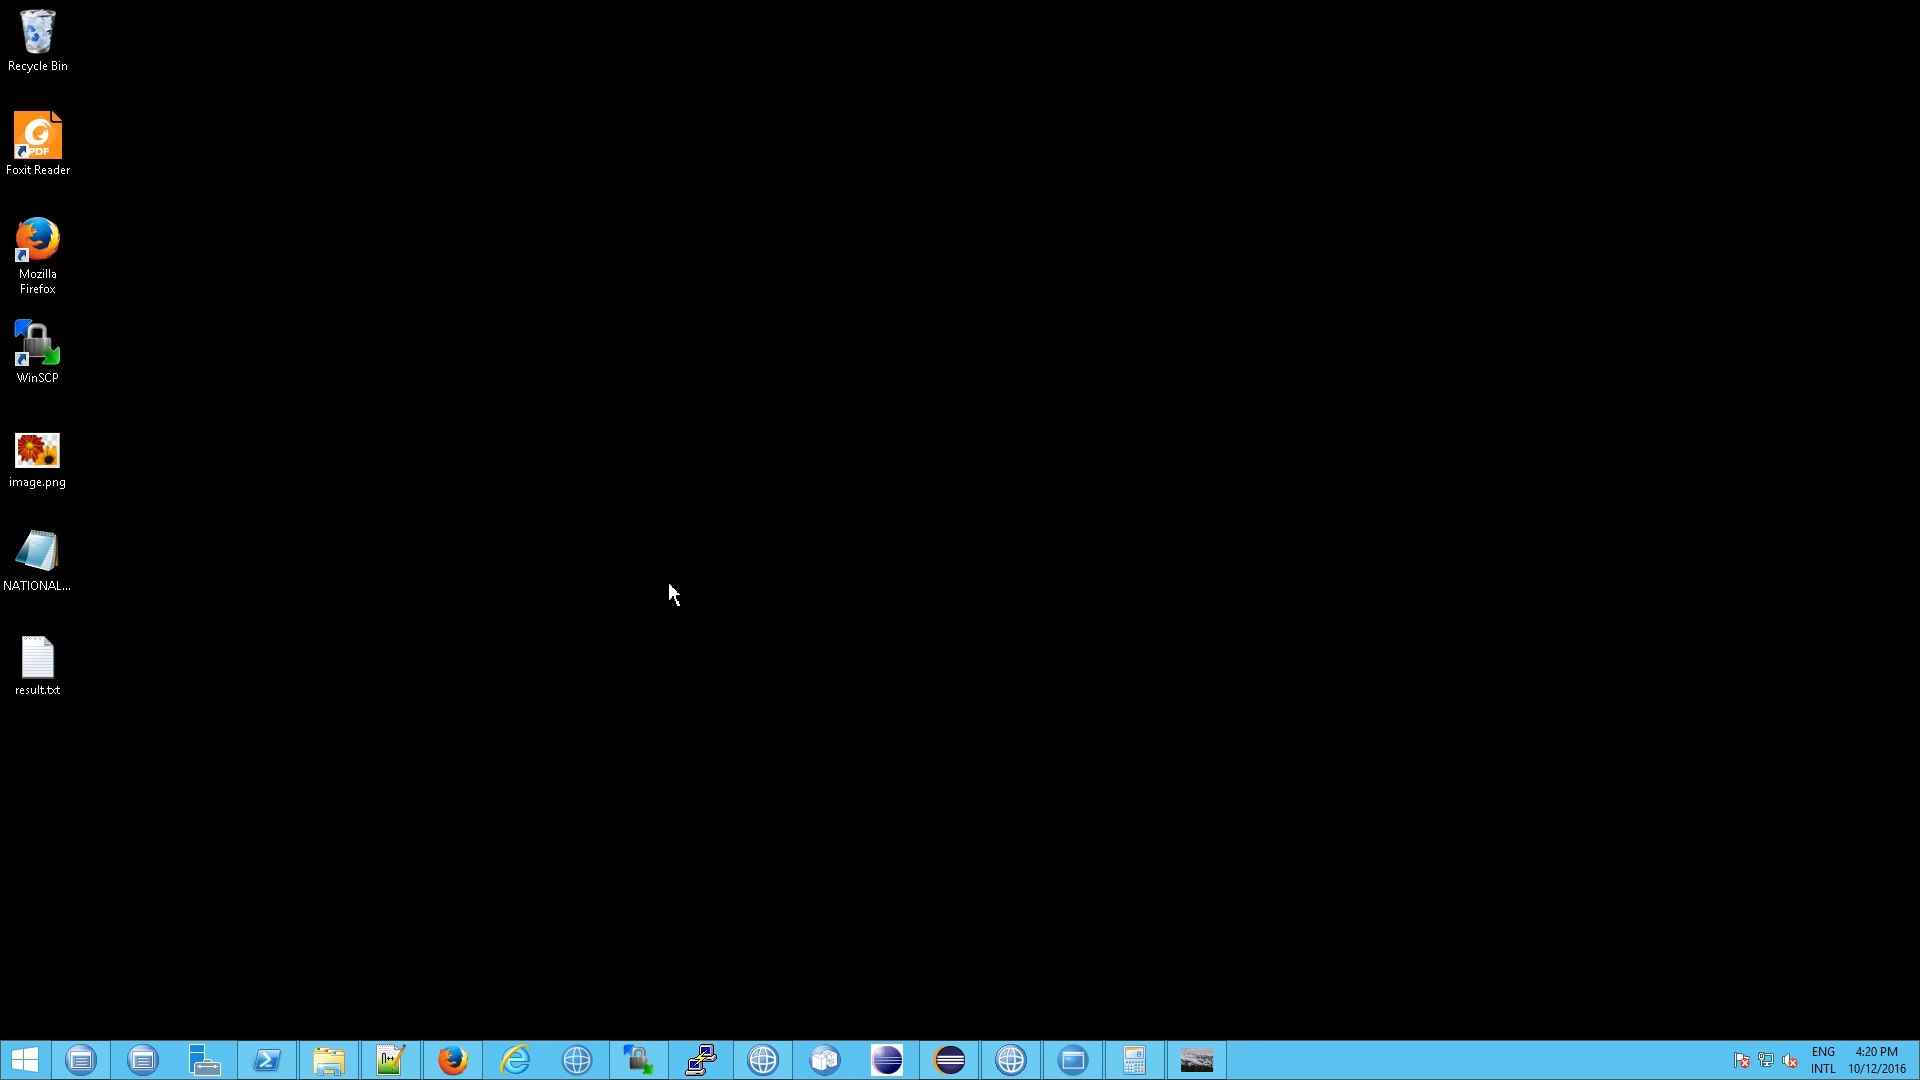 Recycle Bin
PDF
Foxit Reader
Mozilla
Firefox
WinSCP
image.png
NATIONAL...
result.txt
ENG
INTL
4:20 PM
10/12/2016